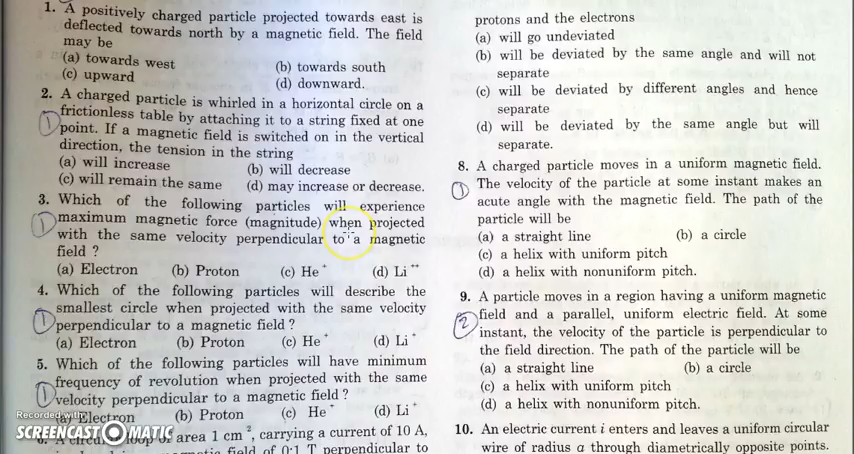 1. A positively charged particle projected towards east is
deflected towards north by a magnetic field. The field
may be
(a) towards west (b) towards south
(c) upward (d) downward.
2. A charged particle is whirled in a horizontal circle on a
frictionless table by attaching it to a string fixed at one
point. If a magnetic field is switched on in the vertical
direction, the tension in the string
(a) will increase (b) will decrease
(c) will remain the same (d) may increase or decrease.
3. Which of the following particles will experience
maximum magnetic force (magnitude) when projected
with the same velocity perpendicular to a magnetic
field ?
(a) Electron (b) Proton (c) He⁺ (d) Li⁺⁺
4. Which of the following particles will describe the
smallest circle when projected with the same velocity
perpendicular to a magnetic field ?
(a) Electron (b) Proton (c) He⁺ (d) Li⁺
5. Which of the following particles will have minimum
frequency of revolution when projected with the same
velocity perpendicular to a magnetic field ?
(a) Electron (b) Proton (c) He⁺ (d) Li⁺
6. A circular loop of area 1 cm², carrying a current of 10 A,
field of 0·1 T perpendicular to
protons and the electrons
(a) will go undeviated
(b) will be deviated by the same angle and will not
separate
(c) will be deviated by different angles and hence
separate
(d) will be deviated by the same angle but will
separate.
8. A charged particle moves in a uniform magnetic field.
The velocity of the particle at some instant makes an
acute angle with the magnetic field. The path of the
particle will be
(a) a straight line (b) a circle
(c) a helix with uniform pitch
(d) a helix with nonuniform pitch.
9. A particle moves in a region having a uniform magnetic
field and a parallel, uniform electric field. At some
instant, the velocity of the particle is perpendicular to
the field direction. The path of the particle will be
(a) a straight line (b) a circle
(c) a helix with uniform pitch
(d) a helix with nonuniform pitch.
10. An electric current i enters and leaves a uniform circular
wire of radius a through diametrically opposite points.
1
1
1
1
1
2
Recorded with
SCREENCAST MATIC